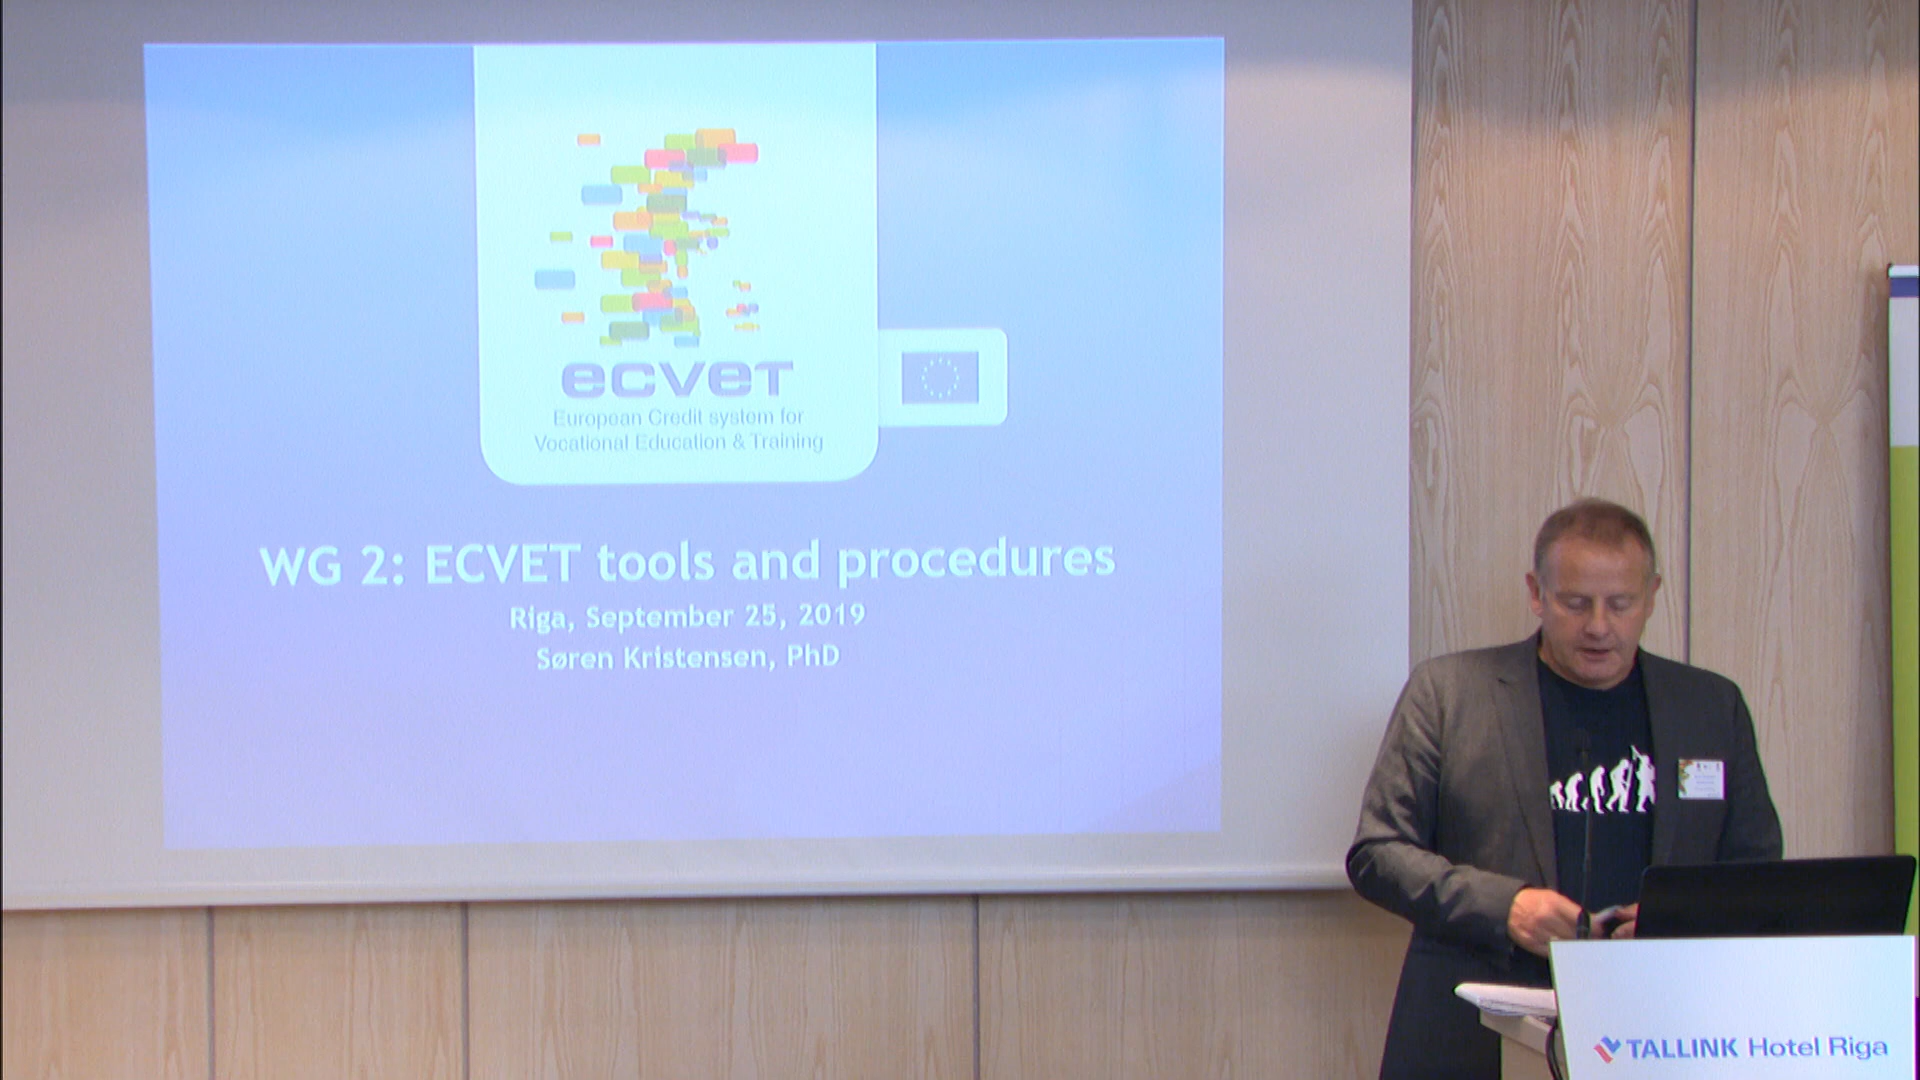 ecvet
European Credit system for
Vocational Education & Training
WG 2: ECVET tools and procedures
Riga, September 25, 2019
Søren Kristensen, PhD
TALLINK Hotel Riga